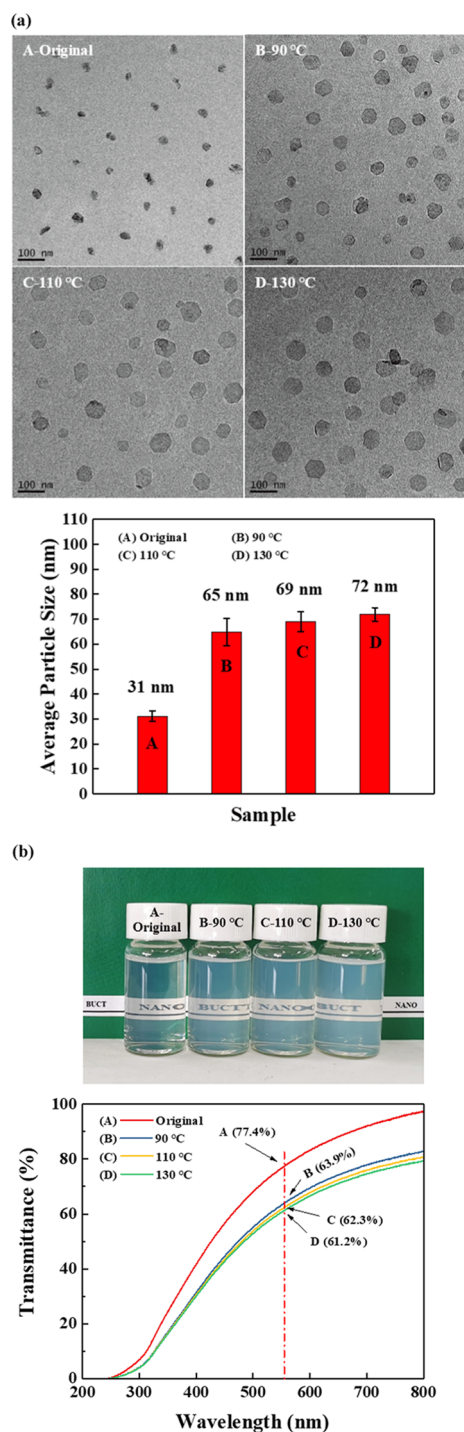 (a)
A-Original
B-90 °C
100 nm
100 nm
C-110 °C
D-130 °C
100 nm
100 nm
110
100
90
80
70
60
50
40
30
20
10
0
Average Particle Size (nm)
(A) Original (B) 90 °C
(C) 110 °C (D) 130 °C
31 nm
65 nm
69 nm
72 nm
A
B
C
D
Sample
(b)
A-
Original
B-90 °C
C-110 °C
D-130 °C
BUCT
NANO
BUCT
NANO
BUCT
NANO
100
80
60
40
20
0
Transmittance (%)
(A) Original
(B) 90 °C
(C) 110 °C
(D) 130 °C
A (77.4%)
B (63.9%)
C (62.3%)
D (61.2%)
200 300 400 500 600 700 800
Wavelength (nm)